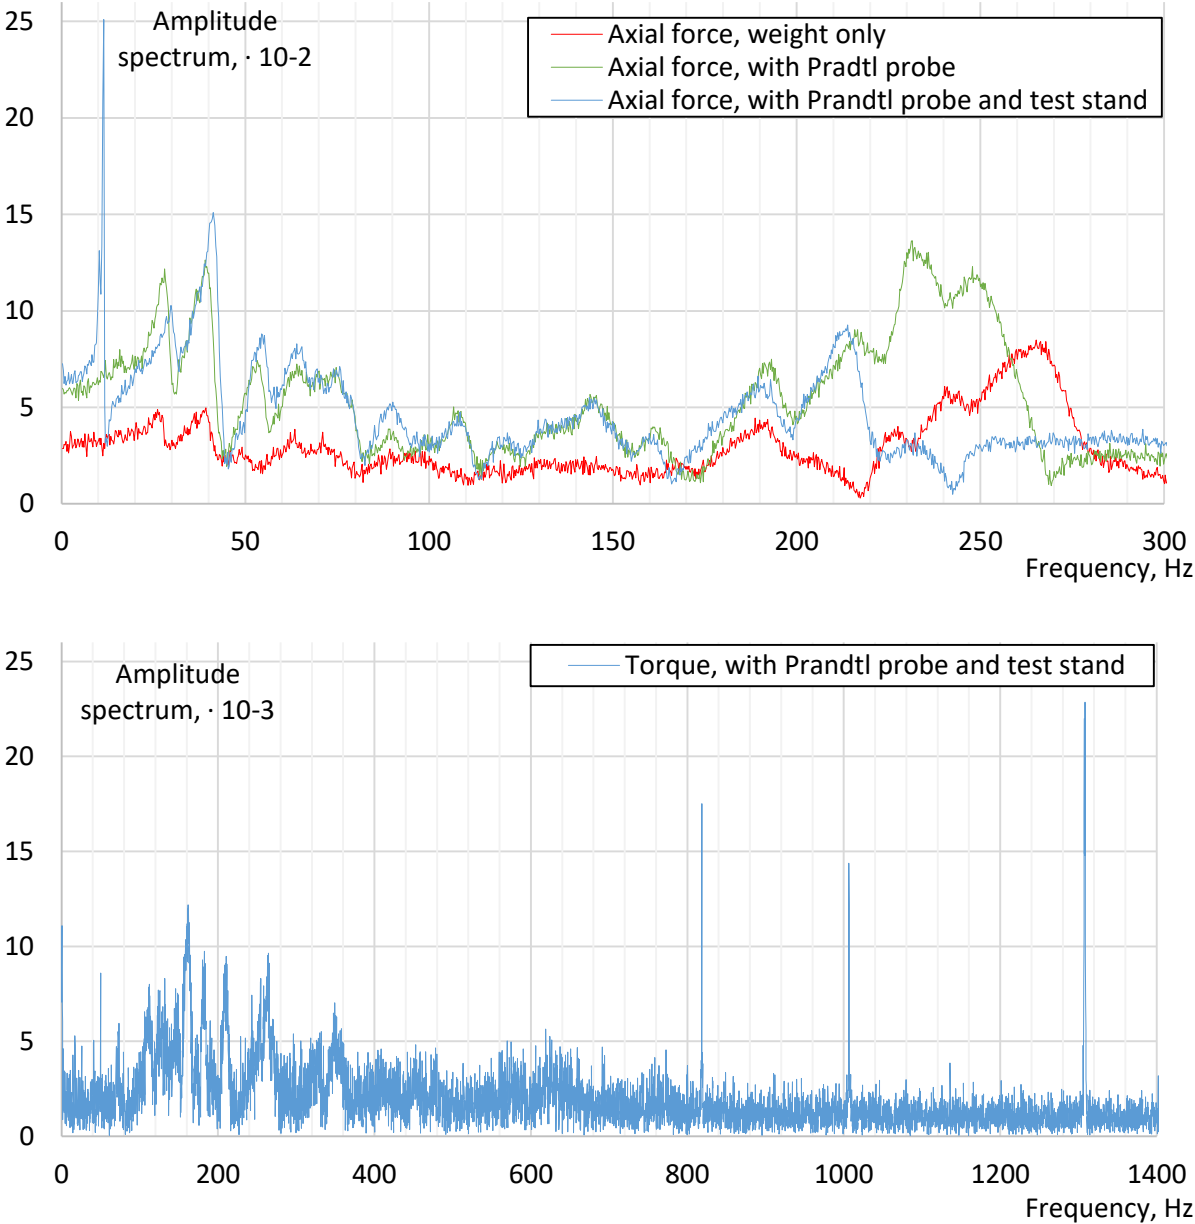 25
Amplitude
spectrum, · 10-2
Axial force, weight only
Axial force, with Pradtl probe
Axial force, with Prandtl probe and test stand
20
15
10
5
0
0 50 100 150 200 250 300
Frequency, Hz
25
Amplitude
spectrum, · 10-3
Torque, with Prandtl probe and test stand
20
15
10
5
0
0 200 400 600 800 1000 1200 1400
Frequency, Hz